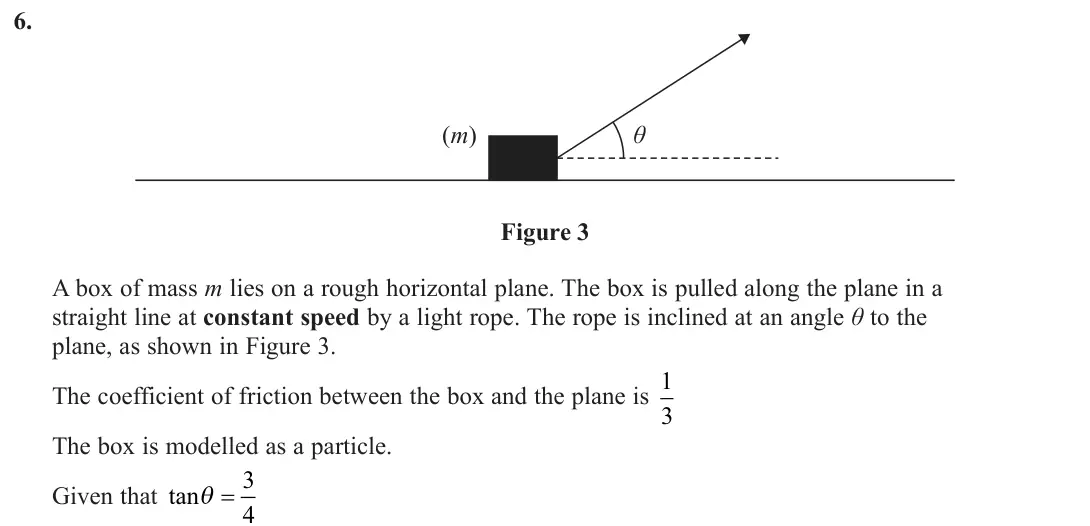 6.
(m) θ
Figure 3
A box of mass m lies on a rough horizontal plane. The box is pulled along the plane in a
straight line at constant speed by a light rope. The rope is inclined at an angle θ to the
plane, as shown in Figure 3.
The coefficient of friction between the box and the plane is 1/3
The box is modelled as a particle.
Given that tanθ = 3/4